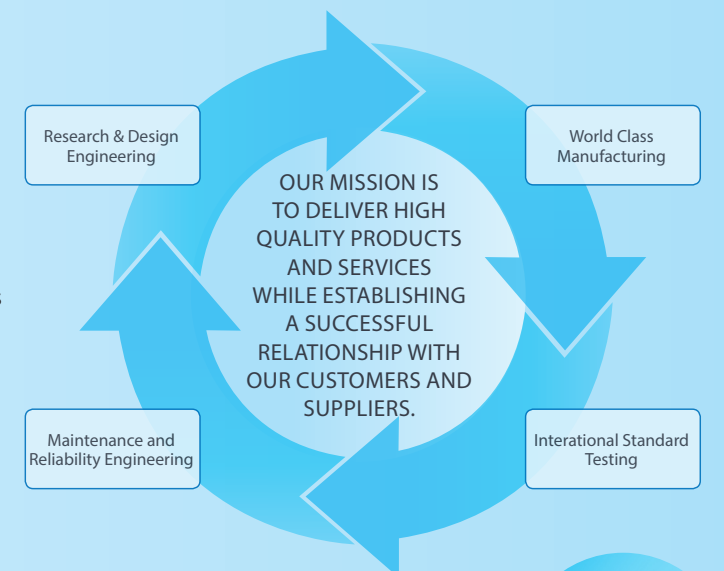 Research & Design
Engineering
World Class
Manufacturing
OUR MISSION IS
TO DELIVER HIGH
QUALITY PRODUCTS
AND SERVICES
WHILE ESTABLISHING
A SUCCESSFUL
RELATIONSHIP WITH
OUR CUSTOMERS AND
SUPPLIERS.
Maintenance and
Reliability Engineering
Interational Standard
Testing